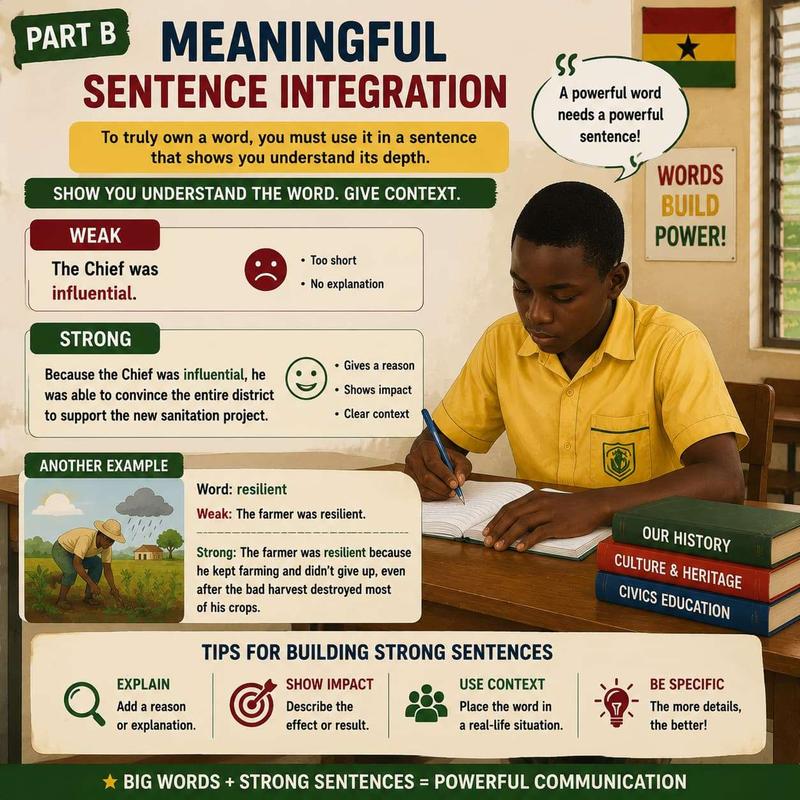 PART B
MEANINGFUL
SENTENCE INTEGRATION
To truly own a word, you must use it in a sentence
that shows you understand its depth.
SHOW YOU UNDERSTAND THE WORD. GIVE CONTEXT.
A powerful word
needs a powerful
sentence!
WORDS
BUILD
POWER!
WEAK
The Chief was
influential.
• Too short
• No explanation
STRONG
Because the Chief was influential, he
was able to convince the entire district
to support the new sanitation project.
• Gives a reason
• Shows impact
• Clear context
ANOTHER EXAMPLE
Word: resilient
Weak: The farmer was resilient.
Strong: The farmer was resilient because
he kept farming and didn't give up, even
after the bad harvest destroyed most
of his crops.
OUR HISTORY
CULTURE & HERITAGE
CIVICS EDUCATION
TIPS FOR BUILDING STRONG SENTENCES
EXPLAIN
Add a reason
or explanation.
SHOW IMPACT
Describe the
effect or result.
USE CONTEXT
Place the word in
a real-life situation.
BE SPECIFIC
The more details,
the better!
BIG WORDS + STRONG SENTENCES = POWERFUL COMMUNICATION